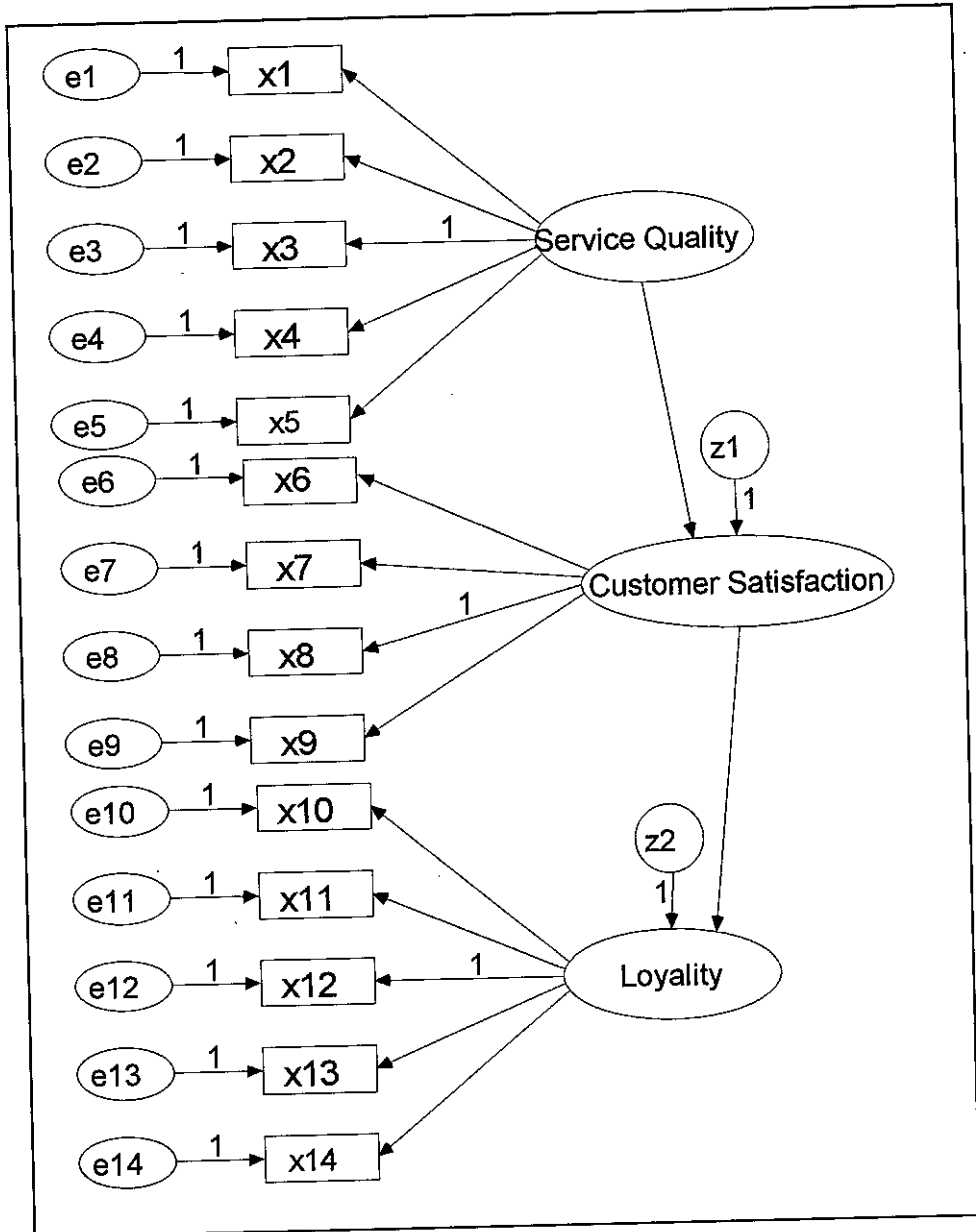 e1 1 x1
e2 1 x2
e3 1 x3 1 Service Quality
e4 1 x4
e5 1 x5
z1
1
e6 1 x6
e7 1 x7 Customer Satisfaction
e8 1 x8 1
e9 1 x9
e10 1 x10
z2
1
e11 1 x11
e12 1 x12 1 Loyality
e13 1 x13
e14 1 x14